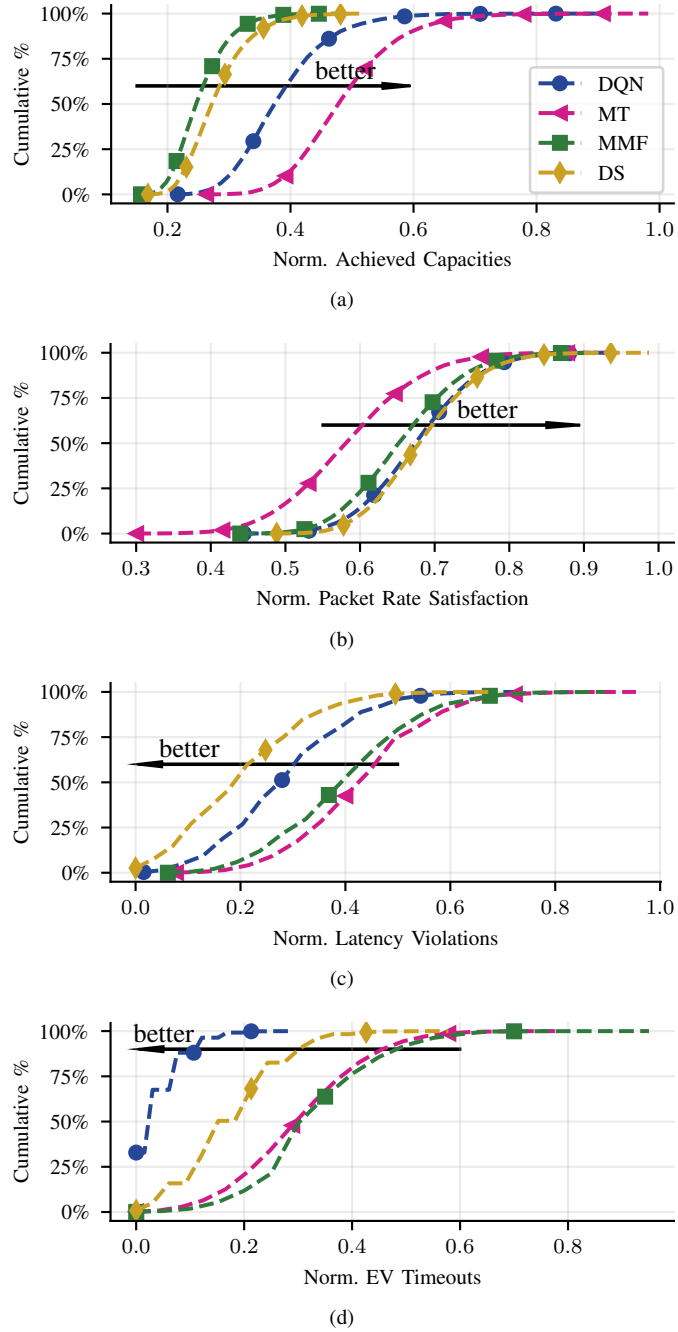 100%
75%
50%
25%
0%
Cumulative %
better
DQN
MT
MMF
DS
0.2
0.4
0.6
0.8
1.0
Norm. Achieved Capacities
(a)
100%
75%
50%
25%
0%
Cumulative %
better
0.3
0.4
0.5
0.6
0.7
0.8
0.9
1.0
Norm. Packet Rate Satisfaction
(b)
100%
75%
50%
25%
0%
Cumulative %
better
0.0
0.2
0.4
0.6
0.8
1.0
Norm. Latency Violations
(c)
100%
75%
50%
25%
0%
Cumulative %
better
0.0
0.2
0.4
0.6
0.8
Norm. EV Timeouts
(d)